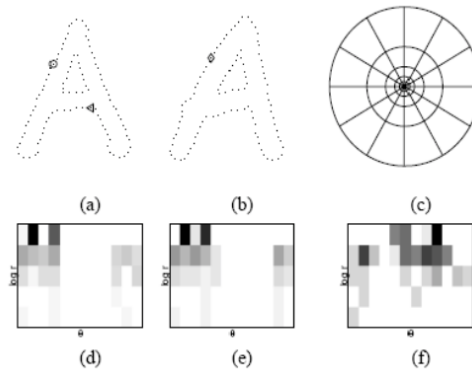 (a) (b) (c)
log r log r log r
θ θ θ
(d) (e) (f)